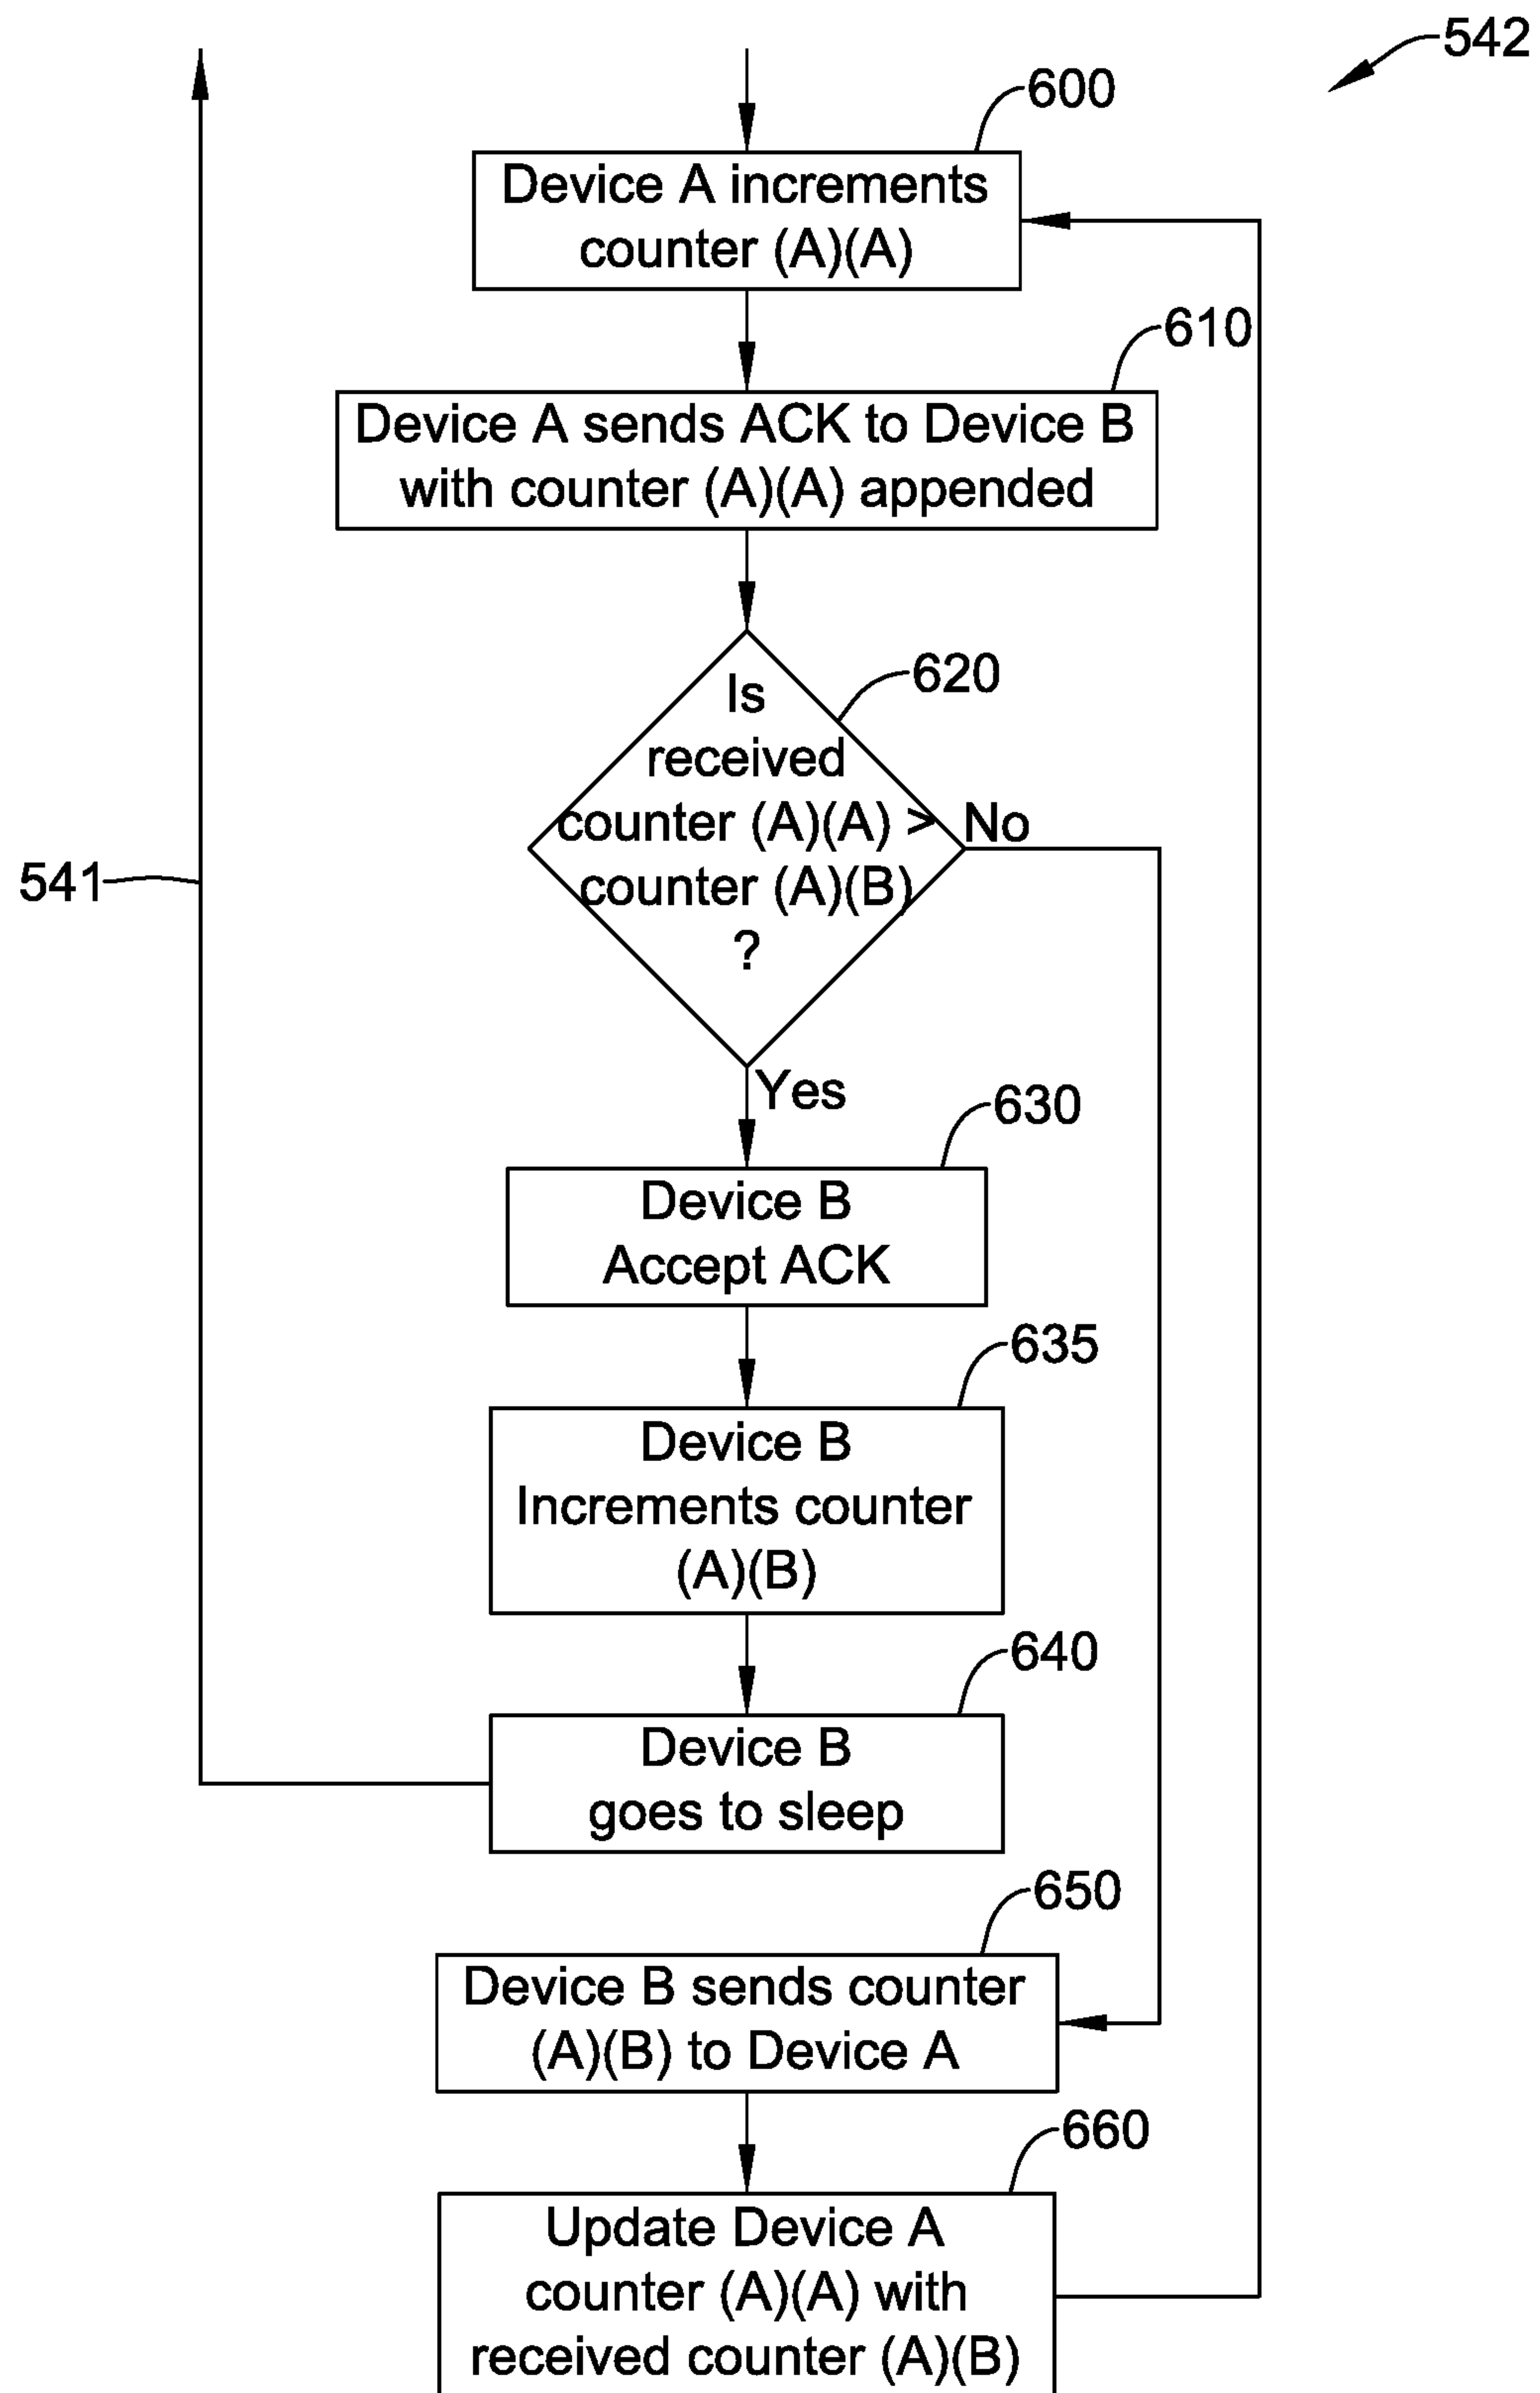 542
600
Device A increments
counter (A)(A)
610
Device A sends ACK to Device B
with counter (A)(A) appended
620
Is
received
counter (A)(A) >
counter (A)(B)
?
No
541
Yes
630
Device B
Accept ACK
635
Device B
Increments counter
(A)(B)
640
Device B
goes to sleep
650
Device B sends counter
(A)(B) to Device A
660
Update Device A
counter (A)(A) with
received counter (A)(B)